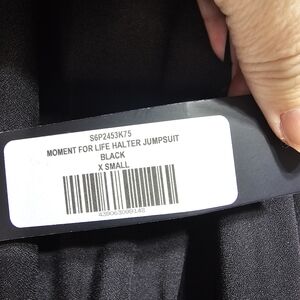 S6P2453K75
MOMENT FOR LIFE HALTER JUMPSUIT
BLACK
X SMALL